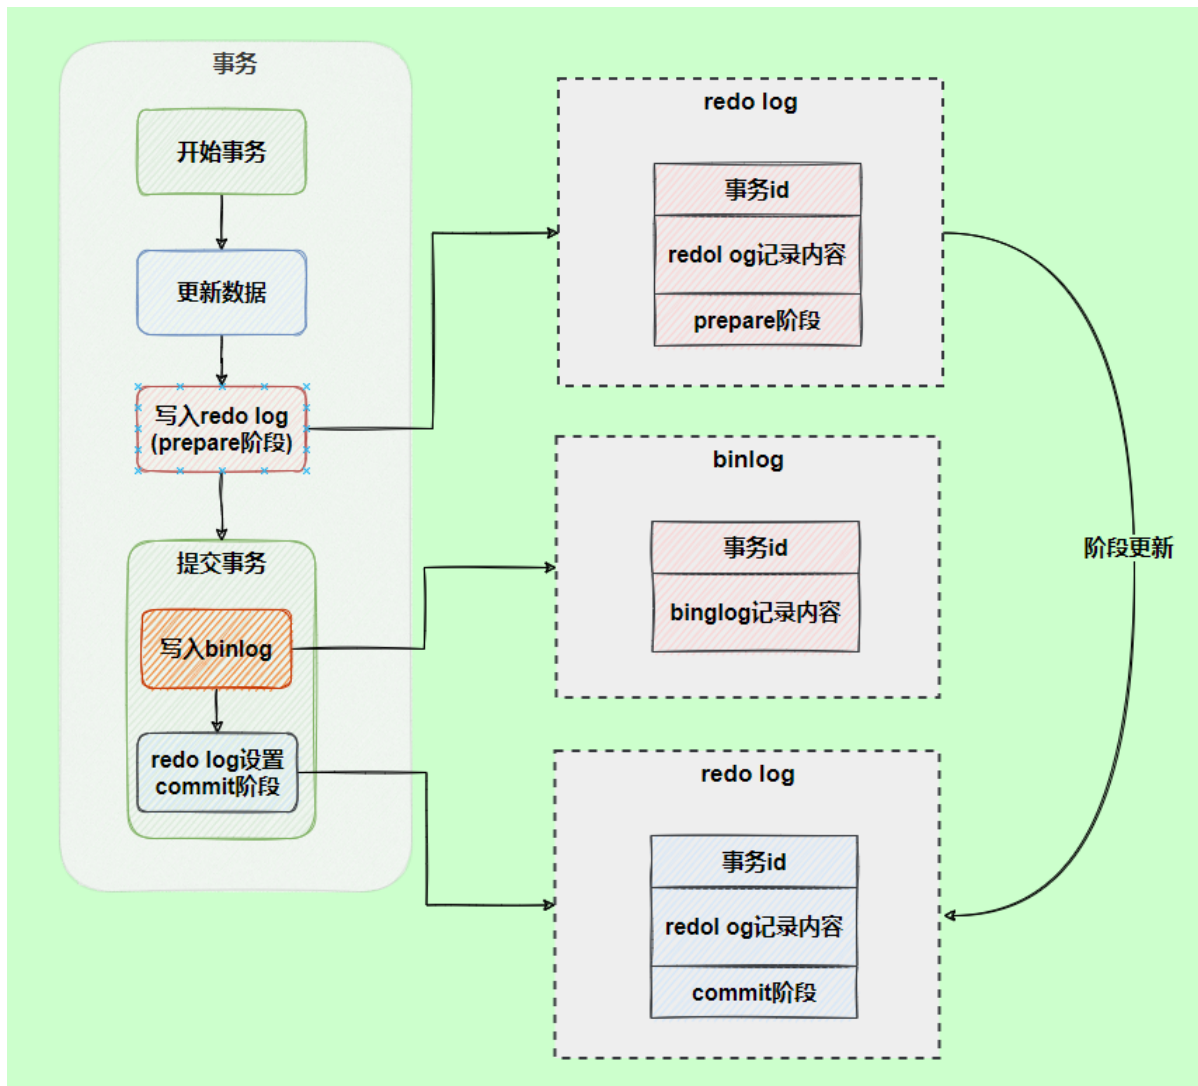 事务
开始事务
更新数据
写入redo log
(prepare阶段)
提交事务
写入binlog
redo log设置
commit阶段
redo log
事务id
redol og记录内容
prepare阶段
binlog
事务id
binglog记录内容
redo log
事务id
redol og记录内容
commit阶段
阶段更新